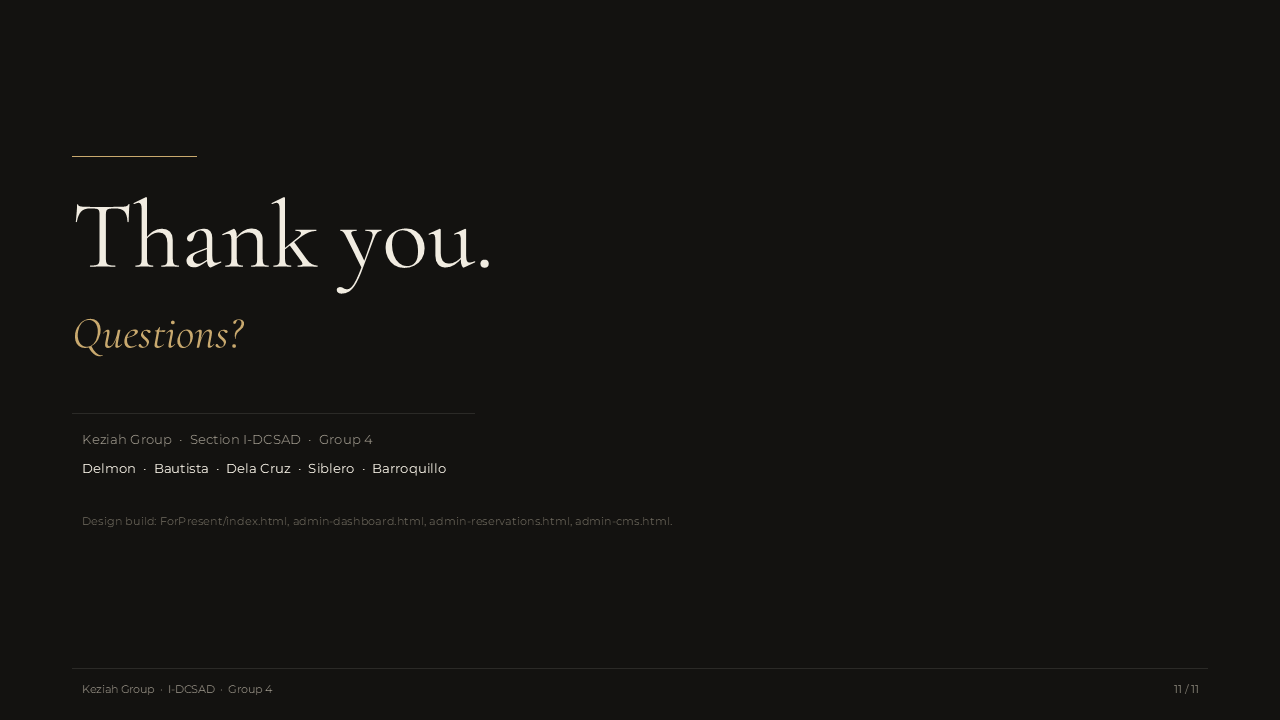 Thank you.
Questions?
Keziah Group · Section I-DCSAD · Group 4
Delmon · Bautista · Dela Cruz · Siblero · Barroquillo
Design build: ForPresent/index.html, admin-dashboard.html, admin-reservations.html, admin-cms.html.
Keziah Group · I-DCSAD · Group 4
11 / 11